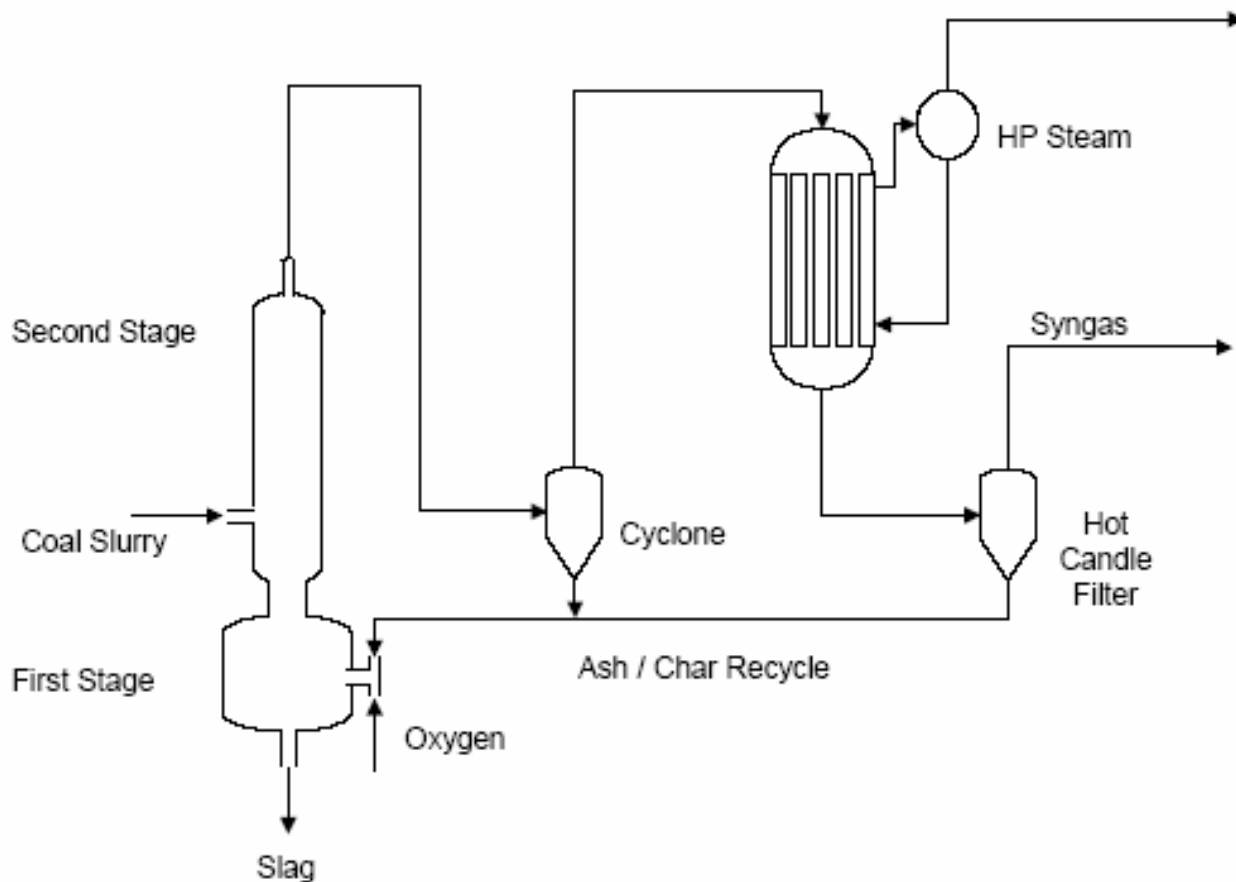 HP Steam
Second Stage
Syngas
Coal Slurry
Cyclone
Hot
Candle
Filter
First Stage
Ash / Char Recycle
Oxygen
Slag